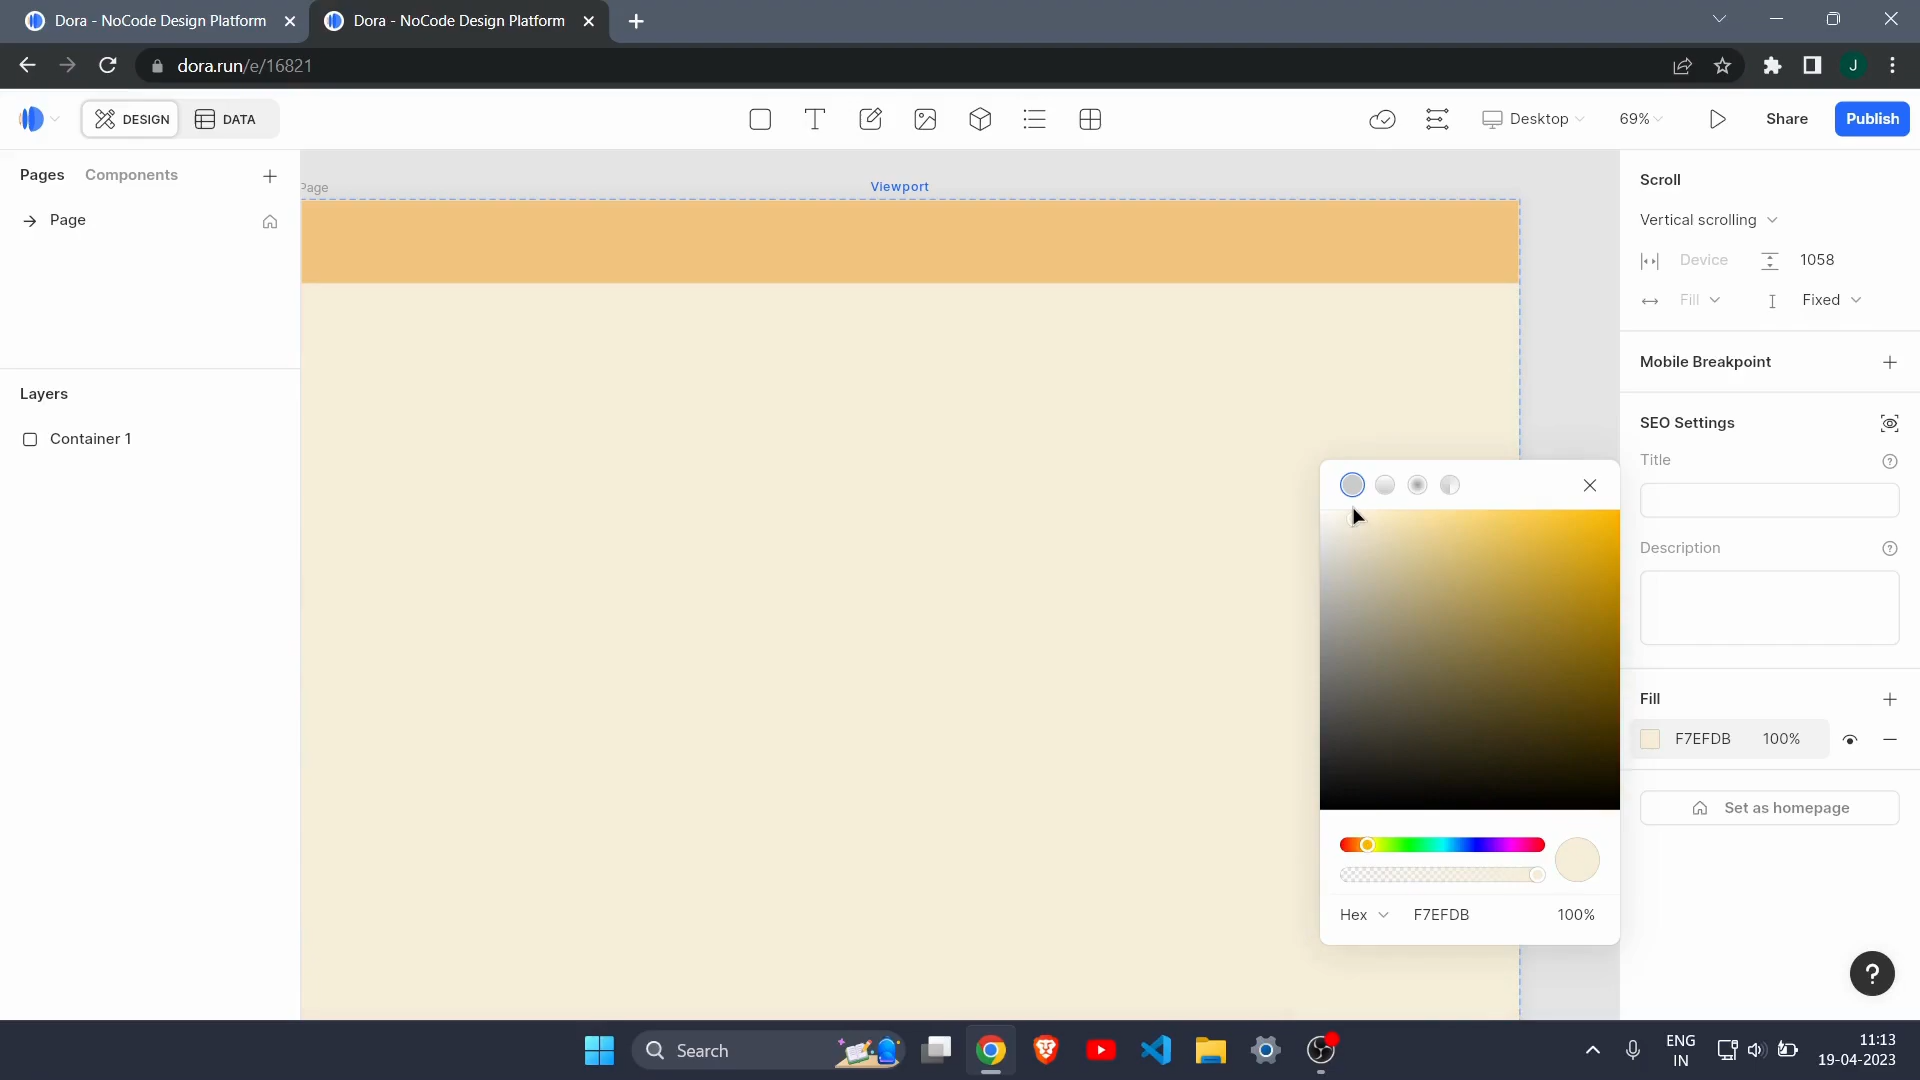 Dora - NoCode Design Platform
Dora - NoCode Design Platform
dora.run/e/16821
J
DESIGN
DATA
Desktop
69%
Share
Publish
Pages
Components
Page
Layers
Container 1
Page
Viewport
Hex
F7EFDB
100%
Scroll
Vertical scrolling
Device
1058
Fill
Fixed
Mobile Breakpoint
SEO Settings
Title
Description
Fill
F7EFDB
100%
Set as homepage
?
Search
ENG
IN
11:13
19-04-2023